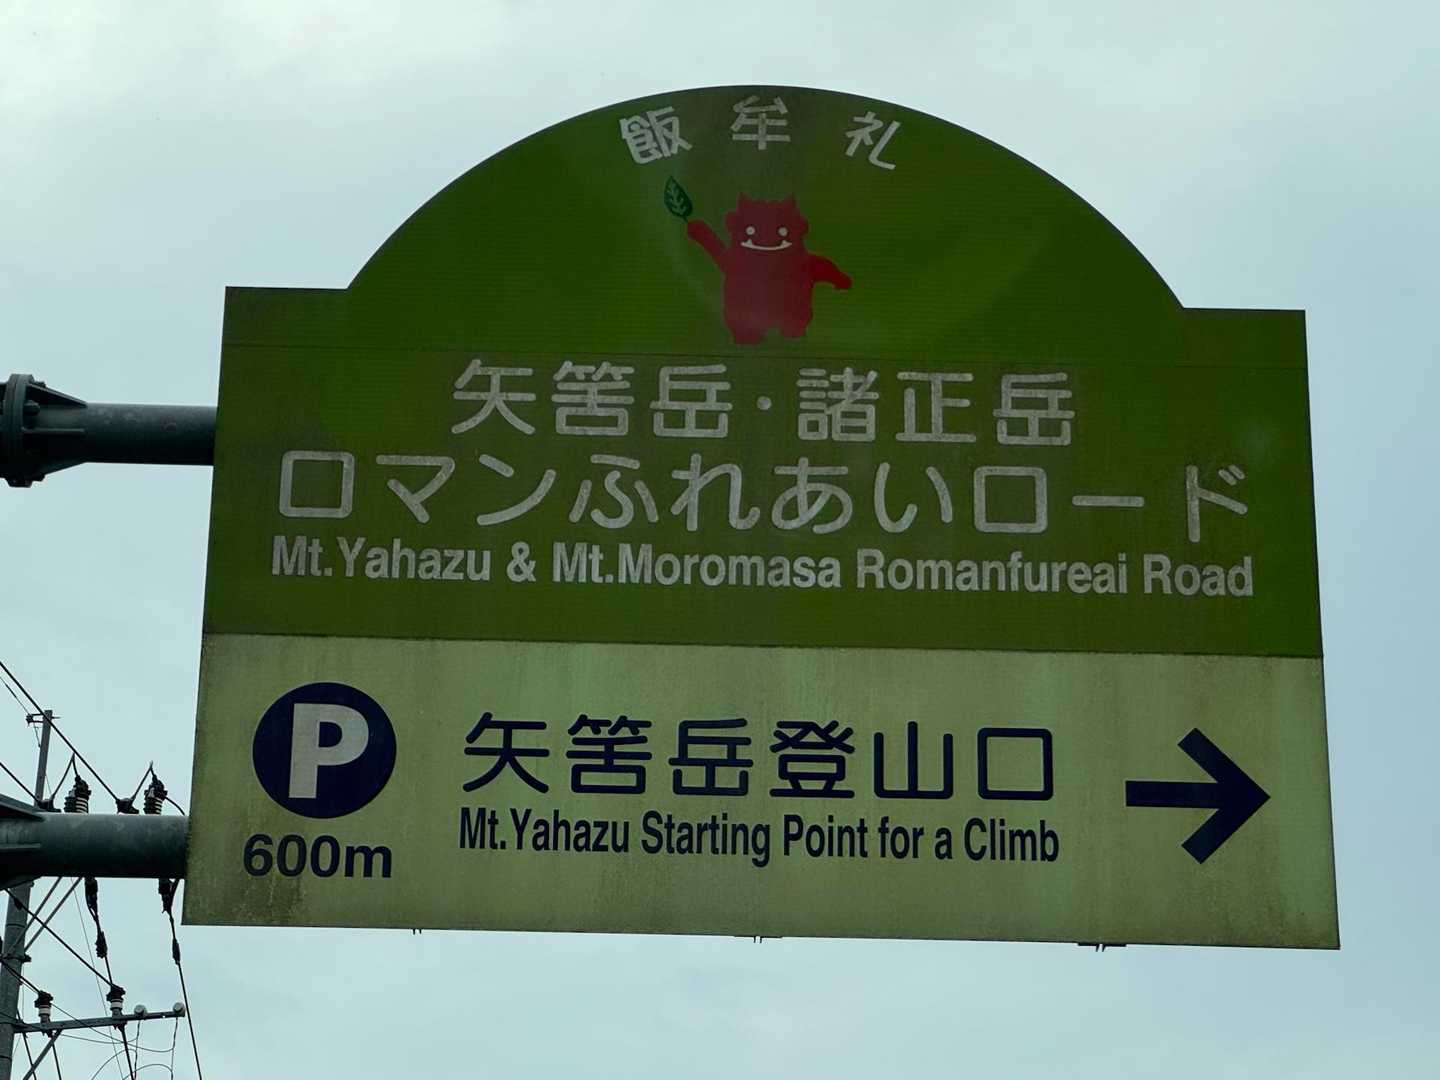 飯牟礼
矢筈岳・諸正岳
ロマンふれあいロード
Mt.Yahazu & Mt.Moromasa Romanfureai Road
P
600m
矢筈岳登山口
Mt.Yahazu Starting Point for a Climb